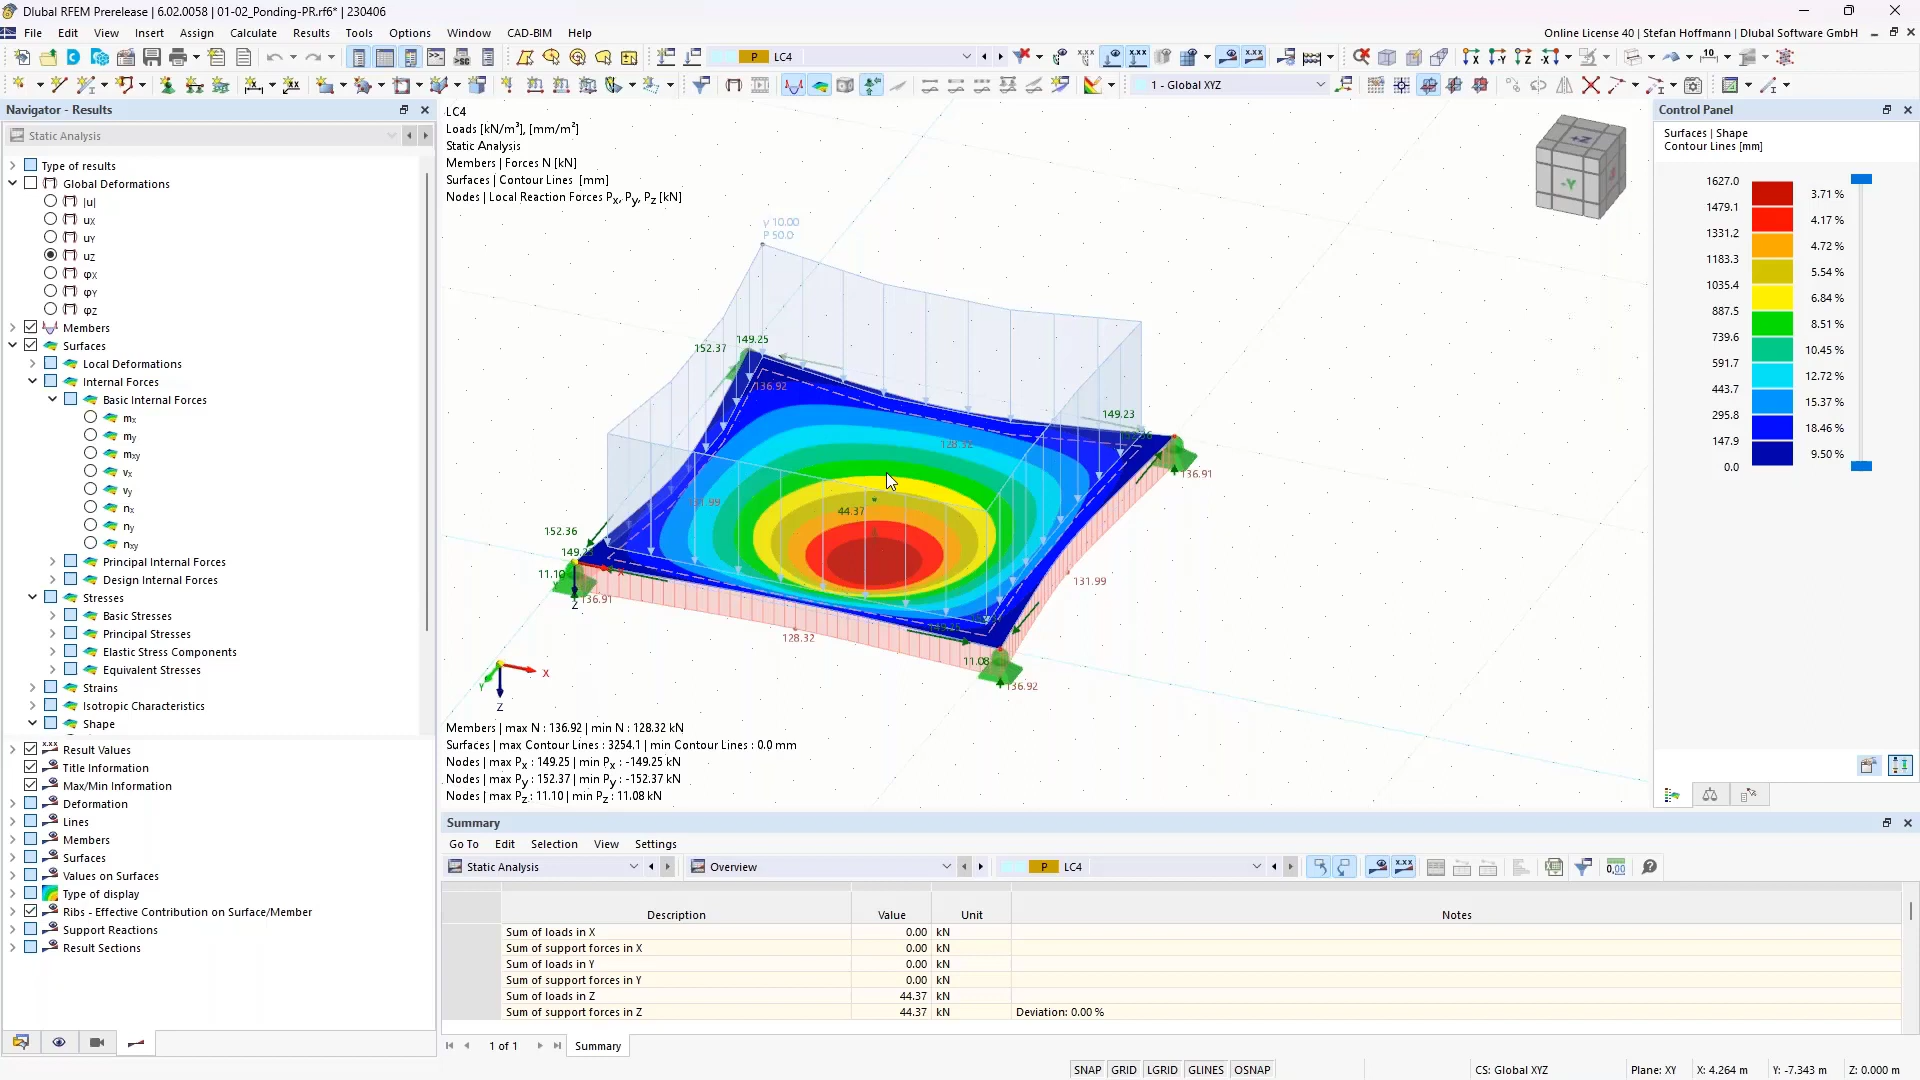 Dlubal RFEM Prerelease | 6.02.0058 | 01-02_Ponding-PR.rf6* | 230406
File Edit View Insert Assign Calculate Results Tools Options Window CAD-BIM Help
Online License 40 | Stefan Hoffmann | Dlubal Software GmbH
P LC4
1 - Global XYZ
Navigator - Results
Static Analysis
Type of results
Global Deformations
|u|
uX
uY
uZ
φX
φY
φZ
Members
Surfaces
Local Deformations
Internal Forces
Basic Internal Forces
mx
my
mxy
vx
vy
nx
ny
nxy
Principal Internal Forces
Design Internal Forces
Stresses
Basic Stresses
Principal Stresses
Elastic Stress Components
Equivalent Stresses
Strains
Isotropic Characteristics
Shape
Result Values
Title Information
Max/Min Information
Deformation
Lines
Members
Surfaces
Values on Surfaces
Type of display
Ribs - Effective Contribution on Surface/Member
Support Reactions
Result Sections
LC4
Loads [kN/m³], [mm/m²]
Static Analysis
Members | Forces N [kN]
Surfaces | Contour Lines [mm]
Nodes | Local Reaction Forces Px, Py, Pz [kN]
γ 10.00
P 50.0
149.25
152.37
136.92
149.23
128.32
136.91
131.99
44.37
152.36
11.10
136.91
131.99
128.32
11.08
136.92
X
Y
Z
X
Z
+Z
-Y
Members | max N : 136.92 | min N : 128.32 kN
Surfaces | max Contour Lines : 3254.1 | min Contour Lines : 0.0 mm
Nodes | max Px : 149.25 | min Px : -149.25 kN
Nodes | max Py : 152.37 | min Py : -152.37 kN
Nodes | max Pz : 11.10 | min Pz : 11.08 kN
Control Panel
Surfaces | Shape
Contour Lines [mm]
1627.0
3.71 %
1479.1
4.17 %
1331.2
4.72 %
1183.3
5.54 %
1035.4
6.84 %
887.5
8.51 %
739.6
10.45 %
591.7
12.72 %
443.7
15.37 %
295.8
18.46 %
147.9
9.50 %
0.0
Summary
Go To Edit Selection View Settings
Static Analysis Overview P LC4
Description Value Unit Notes
Sum of loads in X 0.00 kN
Sum of support forces in X 0.00 kN
Sum of loads in Y 0.00 kN
Sum of support forces in Y 0.00 kN
Sum of loads in Z 44.37 kN
Sum of support forces in Z 44.37 kN Deviation: 0.00 %
1 of 1 Summary
SNAP GRID LGRID GLINES OSNAP CS: Global XYZ Plane: XY X: 4.264 m Y: -7.343 m Z: 0.000 m